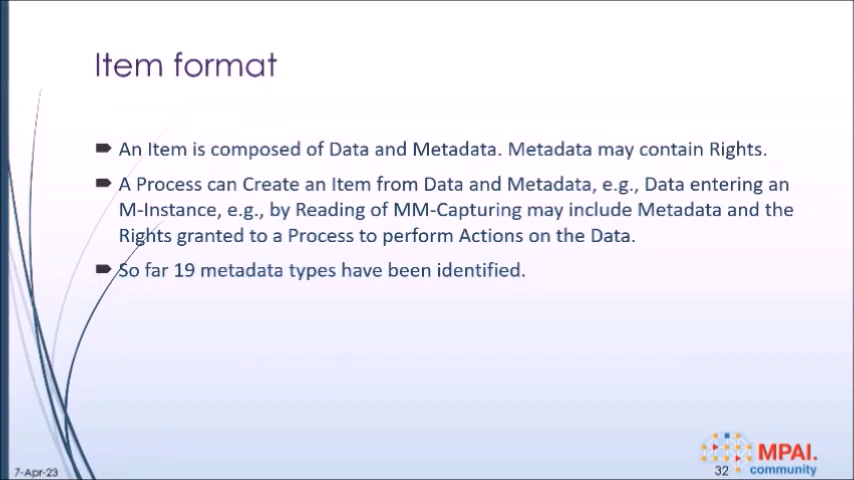 Item format
An Item is composed of Data and Metadata. Metadata may contain Rights.
A Process can Create an Item from Data and Metadata, e.g., Data entering an
M-Instance, e.g., by Reading of MM-Capturing may include Metadata and the
Rights granted to a Process to perform Actions on the Data.
So far 19 metadata types have been identified.
7-Apr-23
32
MPAI.
community